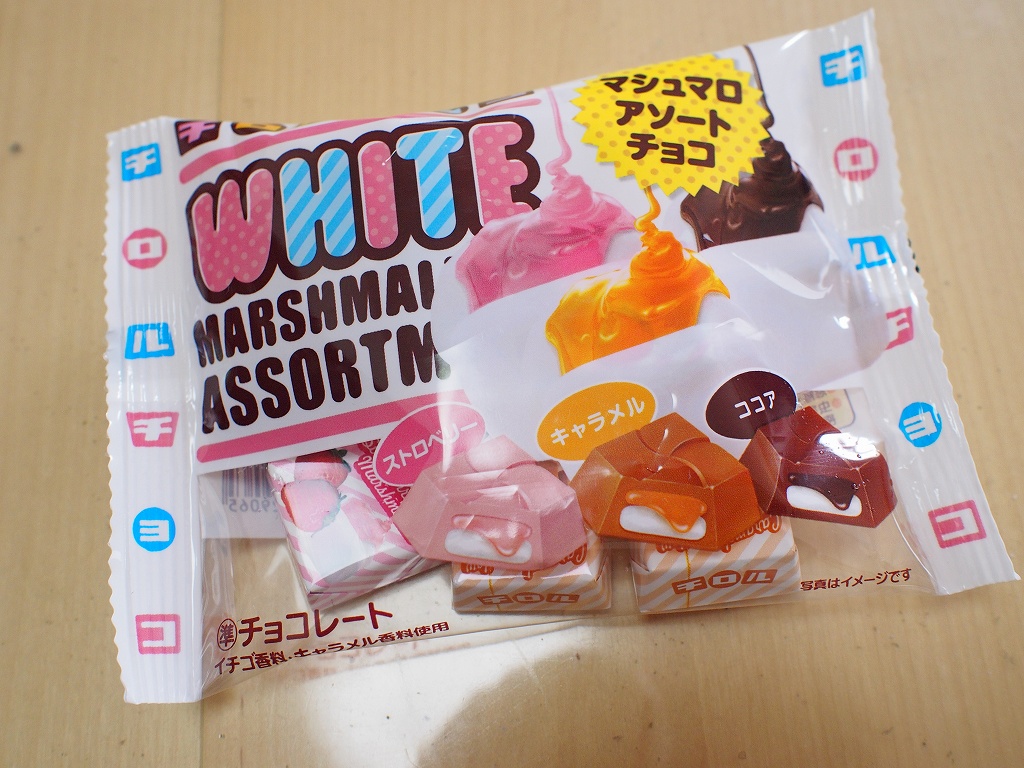 チ
ロ
ル
チ
ョ
コ
WHITE
MARSHMAL
ASSORTM
マシュマロ
アソート
チョコ
ストロベリー
キャラメル
ココア
チロル
チロル
準チョコレート
イチゴ香料・キャラメル香料使用
写真はイメージです
チ
ロ
ル
チ
ョ
コ